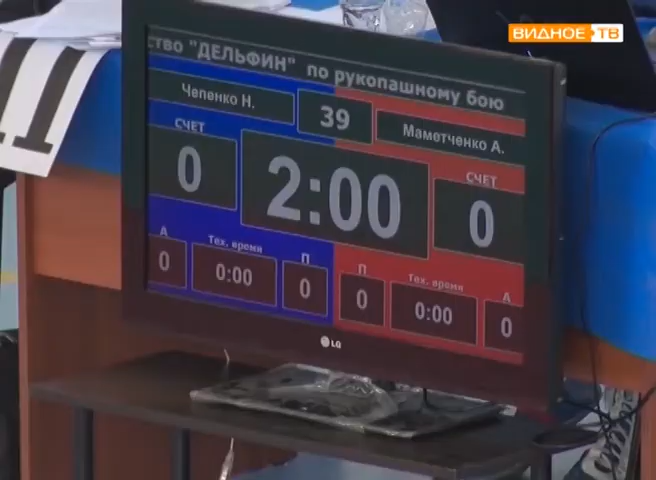 ВИДНОЕ ТВ
ство "ДЕЛЬФИН" по рукопашному бою
Чепенко Н. 39 Маметченко А.
СЧЕТ СЧЕТ
0 2:00 0
А Тех. время П П Тех. время А
0 0:00 0 0 0:00 0
LG